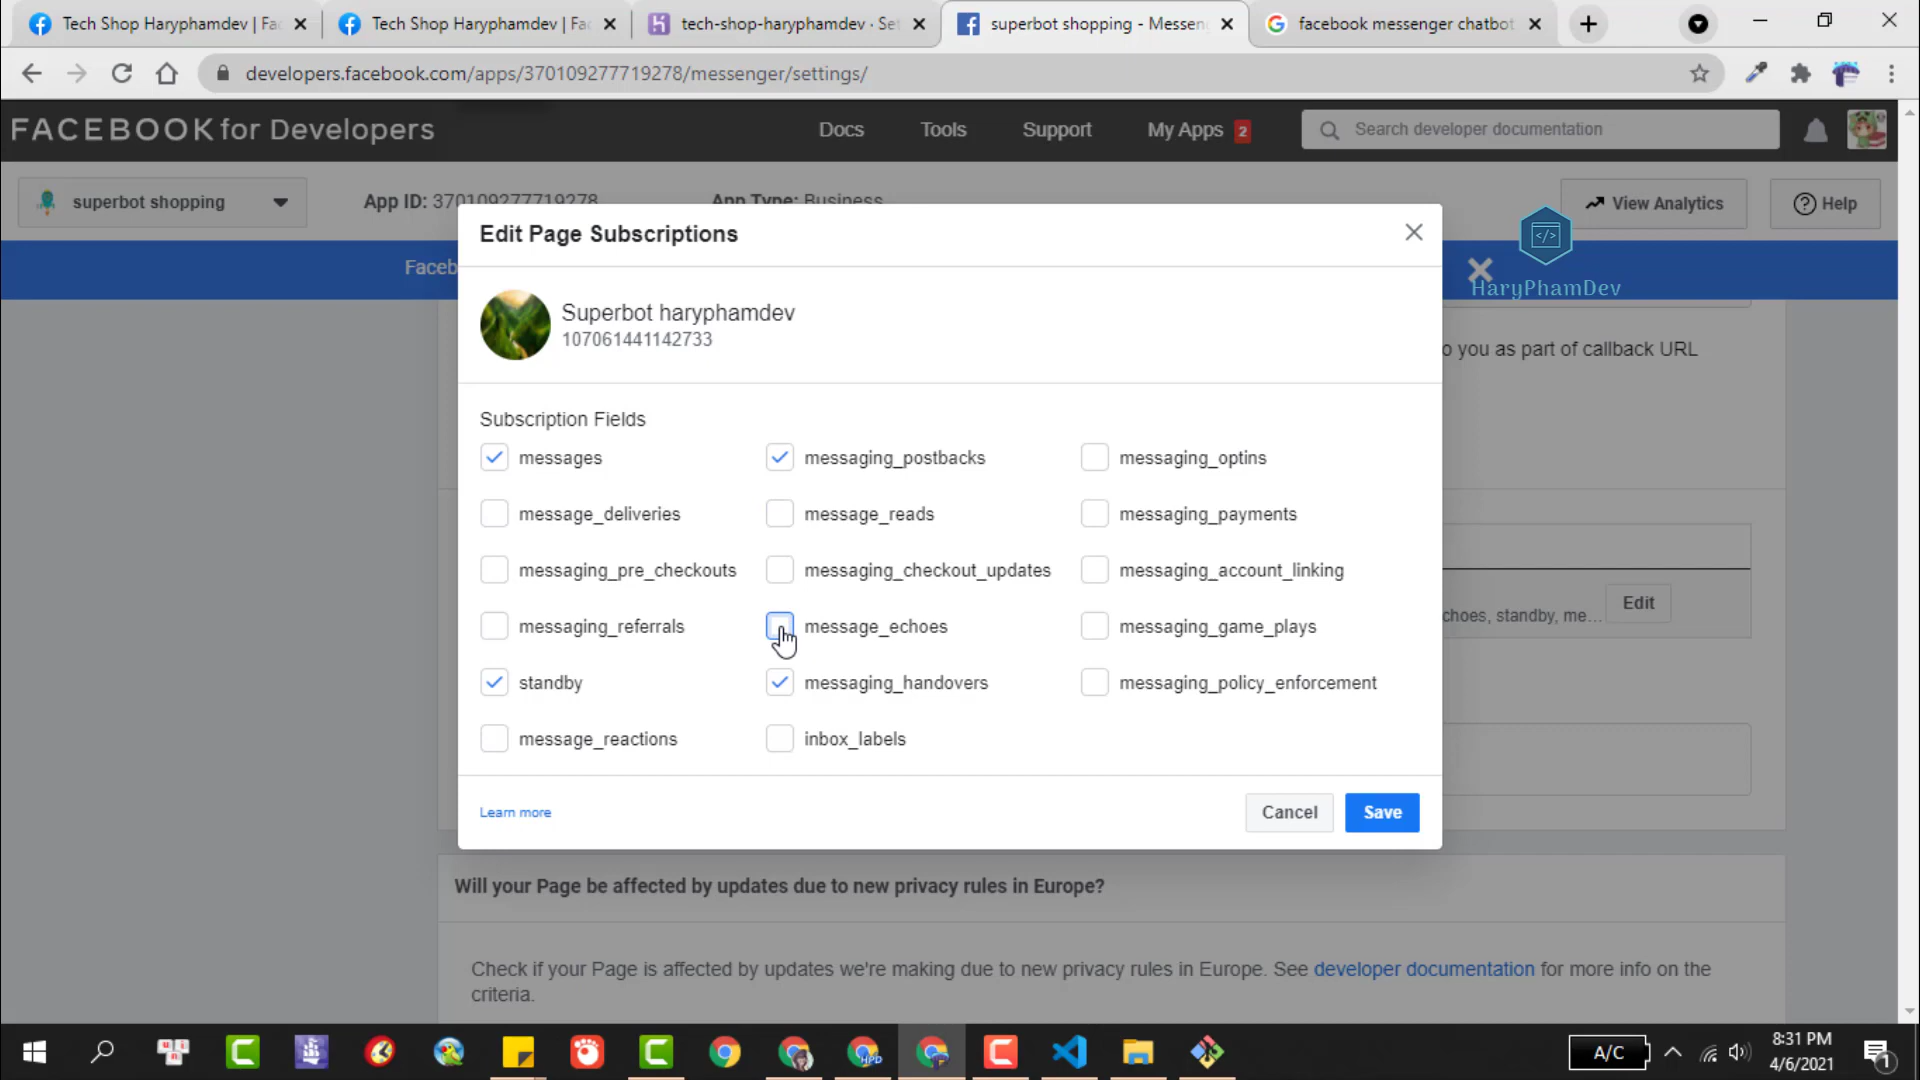 Tech Shop Haryphamdev | Fa
Tech Shop Haryphamdev | Fa
tech-shop-haryphamdev · Set
superbot shopping - Messen
facebook messenger chatbot
developers.facebook.com/apps/370109277719278/messenger/settings/
FACEBOOK for Developers
Docs
Tools
Support
My Apps 2
Search developer documentation
superbot shopping
App ID: 370109277719278
App Type: Business
View Analytics
Help
Faceb
HaryPhamDev
Edit Page Subscriptions
Superbot haryphamdev
107061441142733
o you as part of callback URL
Subscription Fields
messages
messaging_postbacks
messaging_optins
message_deliveries
message_reads
messaging_payments
messaging_pre_checkouts
messaging_checkout_updates
messaging_account_linking
messaging_referrals
message_echoes
messaging_game_plays
choes, standby, me...
Edit
standby
messaging_handovers
messaging_policy_enforcement
message_reactions
inbox_labels
Learn more
Cancel
Save
Will your Page be affected by updates due to new privacy rules in Europe?
Check if your Page is affected by updates we're making due to new privacy rules in Europe. See developer documentation for more info on the
criteria.
A/C
8:31 PM
4/6/2021
1